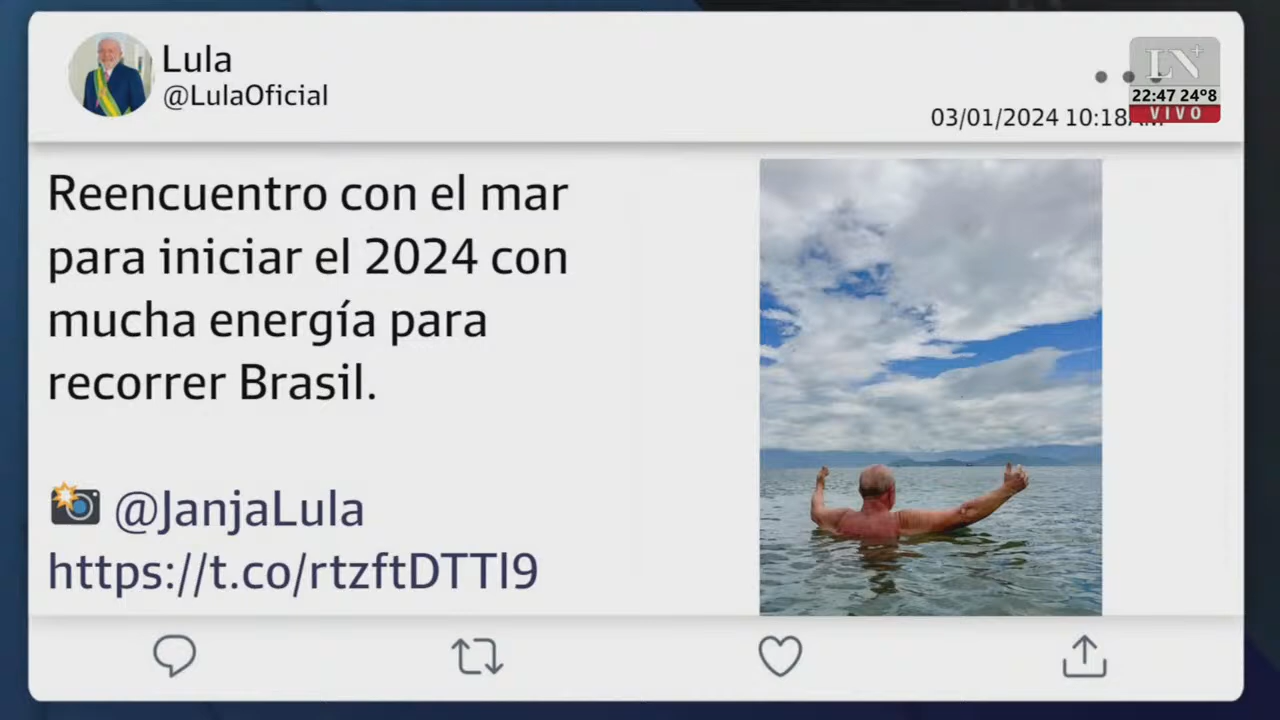 Lula
@LulaOficial
LN+
22:47 24°8
VIVO
03/01/2024 10:18
Reencuentro con el mar
para iniciar el 2024 con
mucha energía para
recorrer Brasil.
@JanjaLula
https://t.co/rtzftDTTl9